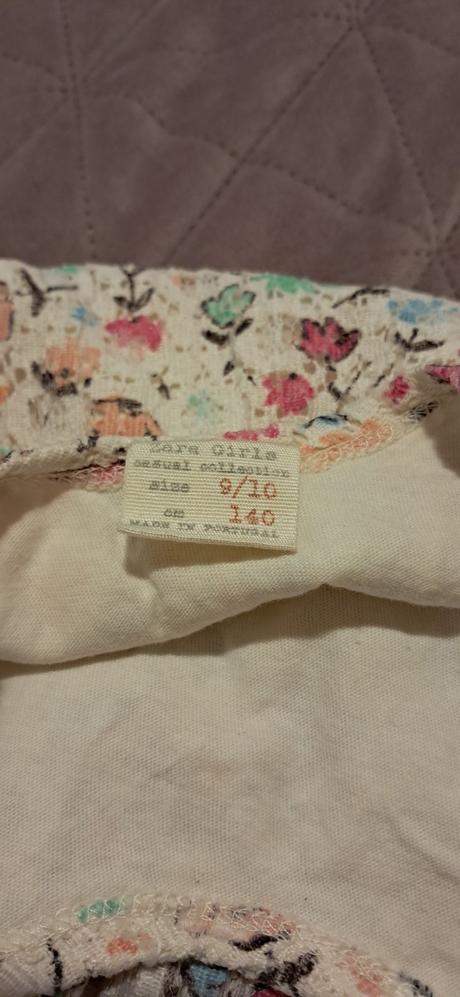 Zara Girls
casual collection
size 9/10
cm 140
MADE IN PORTUGAL